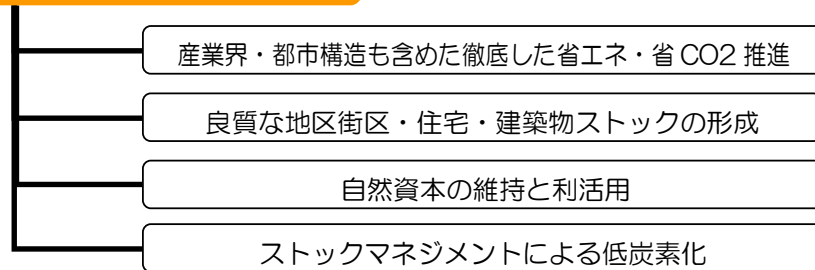 産業界・都市構造も含めた徹底した省エネ・省 CO2 推進
良質な地区街区・住宅・建築物ストックの形成
自然資本の維持と利活用
ストックマネジメントによる低炭素化